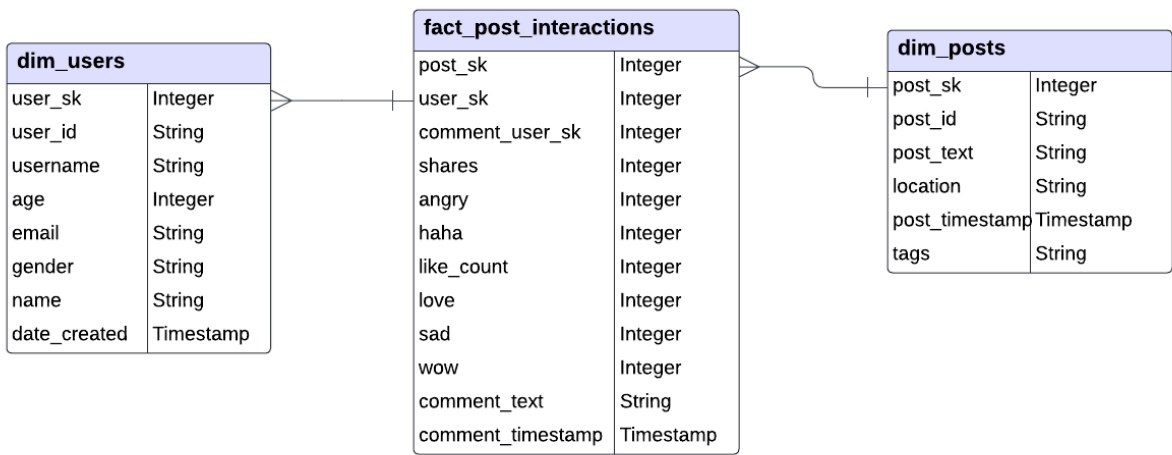 dim_users
user_sk Integer
user_id String
username String
age Integer
email String
gender String
name String
date_created Timestamp
fact_post_interactions
post_sk Integer
user_sk Integer
comment_user_sk Integer
shares Integer
angry Integer
haha Integer
like_count Integer
love Integer
sad Integer
wow Integer
comment_text String
comment_timestamp Timestamp
dim_posts
post_sk Integer
post_id String
post_text String
location String
post_timestamp Timestamp
tags String